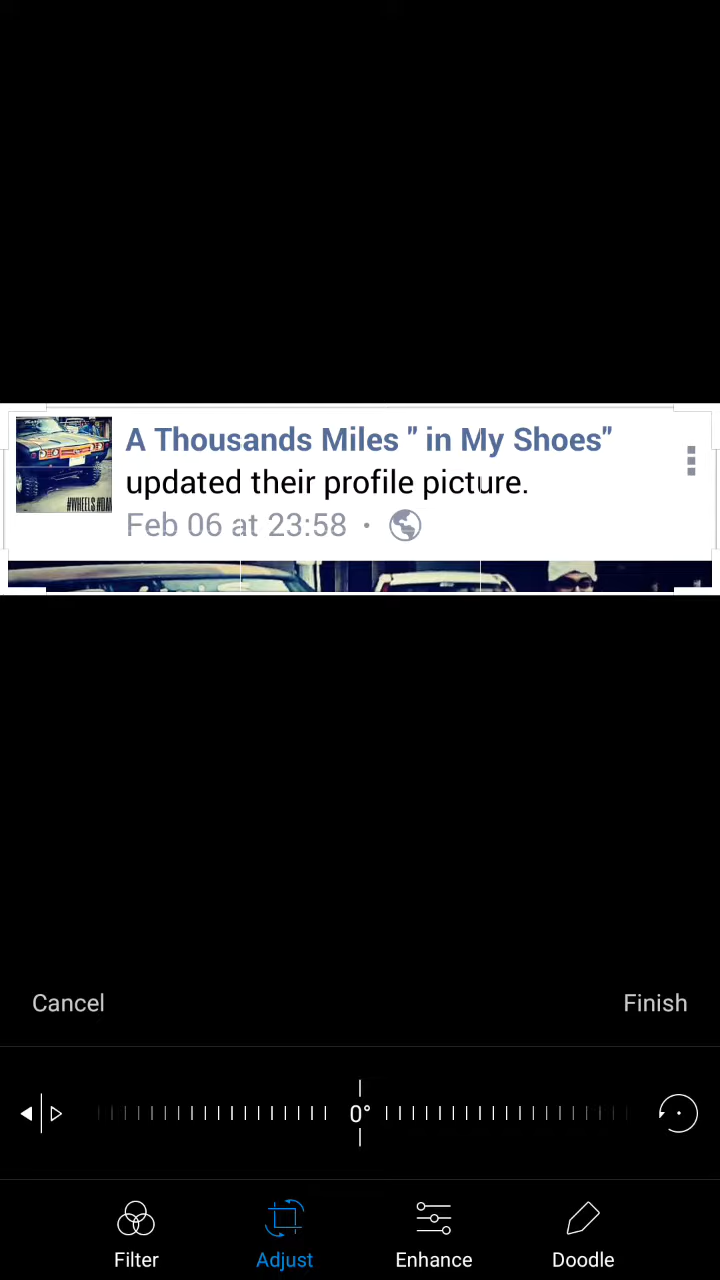 A Thousands Miles " in My Shoes"
updated their profile picture.
Feb 06 at 23:58 ·
#WHEELS
Cancel
Finish
0°
Filter
Adjust
Enhance
Doodle